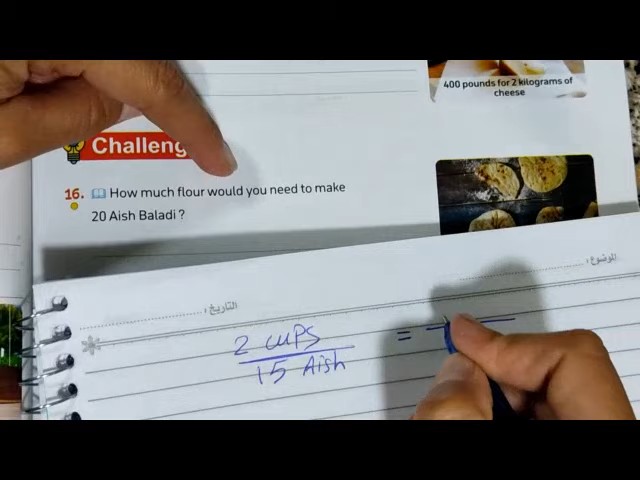 400 pounds for 2 kilograms of
cheese
Challeng
16. How much flour would you need to make
20 Aish Baladi ?
الموضوع :
التاريخ :
2 cups
15 Aish
=